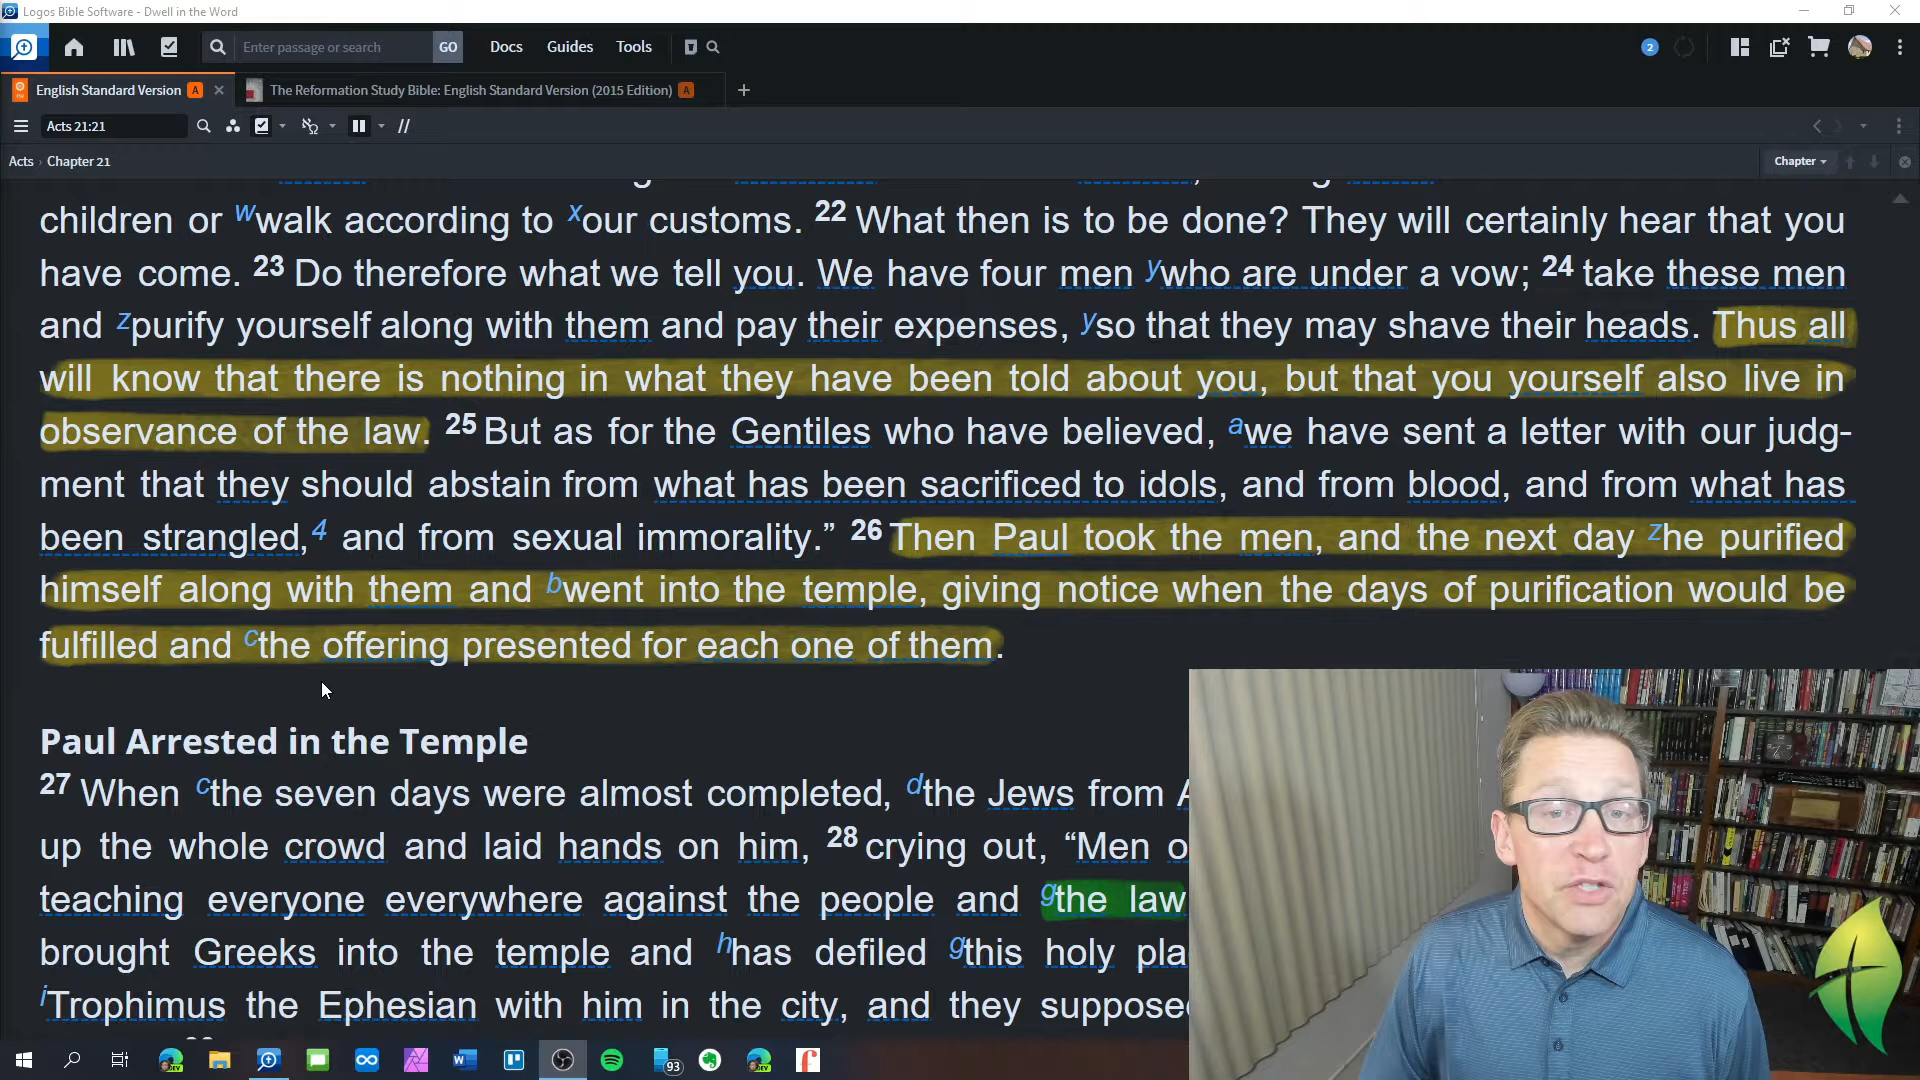 Logos Bible Software - Dwell in the Word
Enter passage or search GO Docs Guides Tools 2
English Standard Version A The Reformation Study Bible: English Standard Version (2015 Edition) A
Acts 21:21
Acts › Chapter 21 Chapter
children or w walk according to x our customs. 22 What then is to be done? They will certainly hear that you
have come. 23 Do therefore what we tell you. We have four men y who are under a vow; 24 take these men
and z purify yourself along with them and pay their expenses, y so that they may shave their heads. Thus all
will know that there is nothing in what they have been told about you, but that you yourself also live in
observance of the law. 25 But as for the Gentiles who have believed, a we have sent a letter with our judg-
ment that they should abstain from what has been sacrificed to idols, and from blood, and from what has
been strangled,4 and from sexual immorality.” 26 Then Paul took the men, and the next day z he purified
himself along with them and b went into the temple, giving notice when the days of purification would be
fulfilled and c the offering presented for each one of them.
Paul Arrested in the Temple
27 When c the seven days were almost completed, d the Jews from A
up the whole crowd and laid hands on him, 28 crying out, “Men o
teaching everyone everywhere against the people and g the law
brought Greeks into the temple and h has defiled g this holy pla
i Trophimus the Ephesian with him in the city, and they supposed
DEV 93 DEV